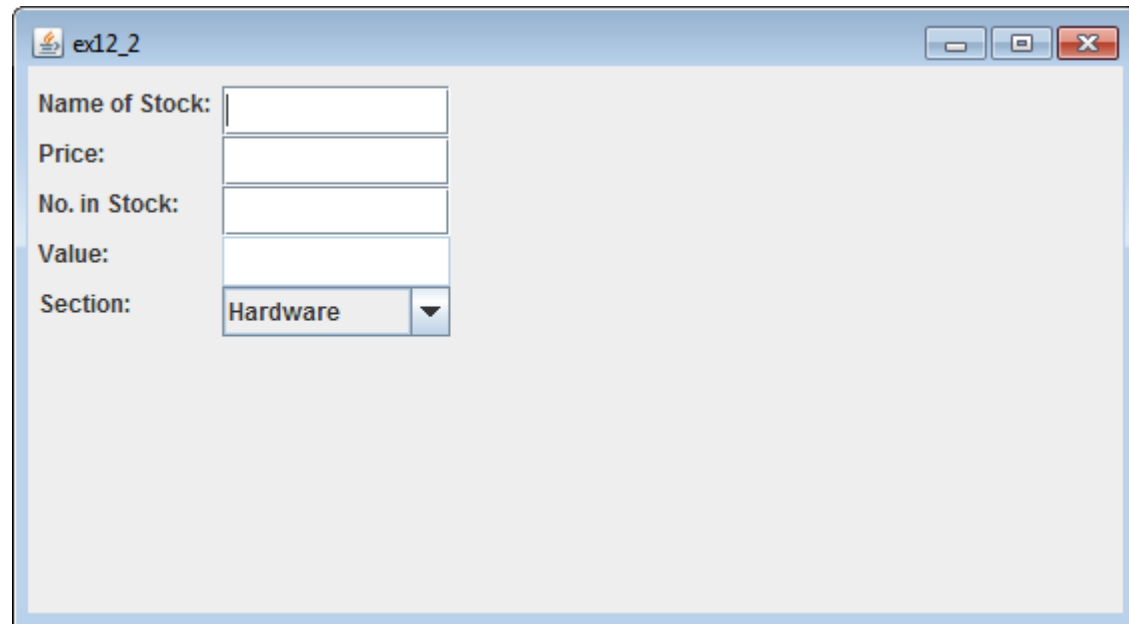 ex12_2
Name of Stock:
Price:
No. in Stock:
Value:
Section: Hardware